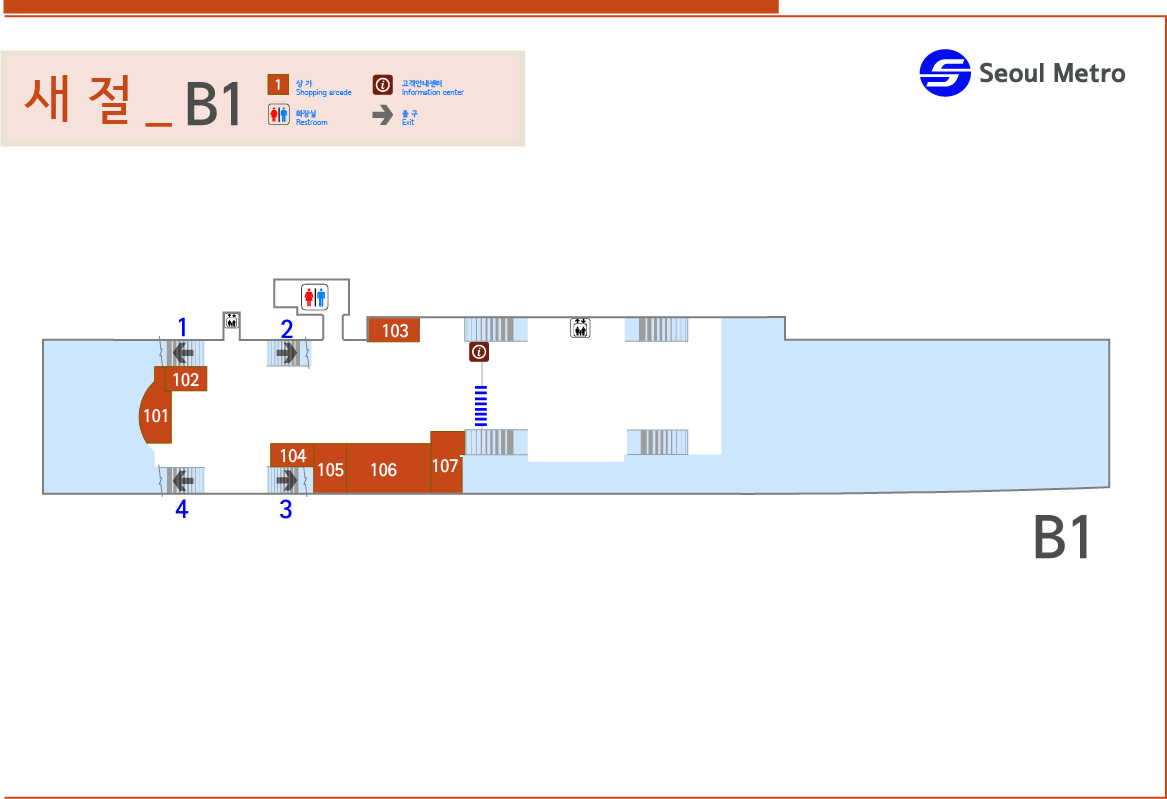 새 절 _ B1
1 상 가
Shopping arcade
고객안내센터
Information center
화장실
Restroom
출 구
Exit
Seoul Metro
1
2
103
102
101
104
105
106
107
4
3
B1